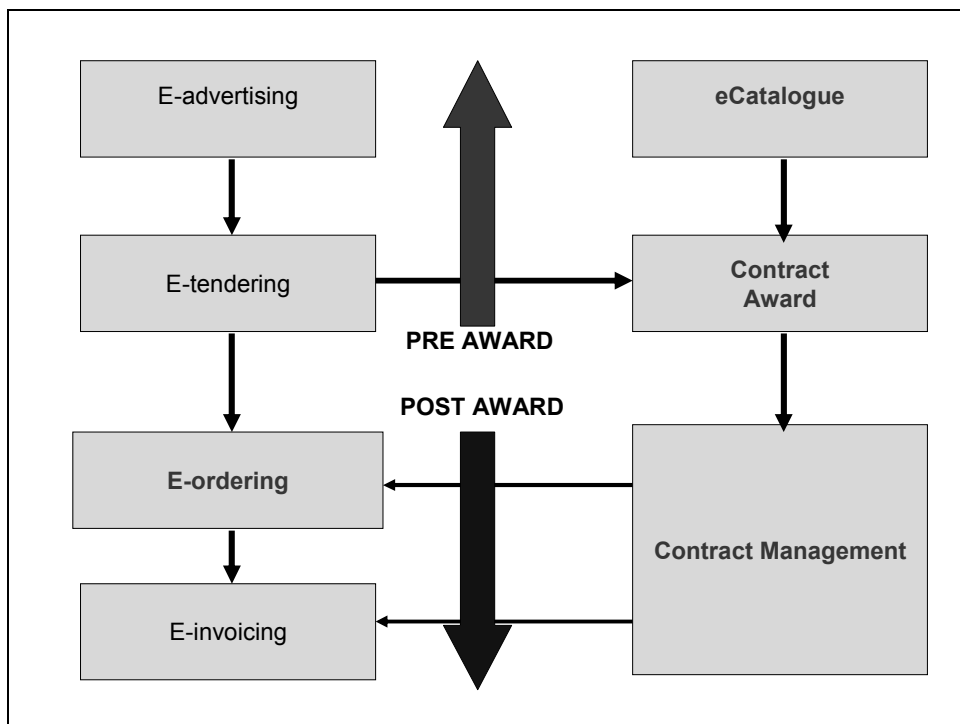 E-advertising
eCatalogue
E-tendering
Contract
Award
PRE AWARD
POST AWARD
E-ordering
Contract Management
E-invoicing